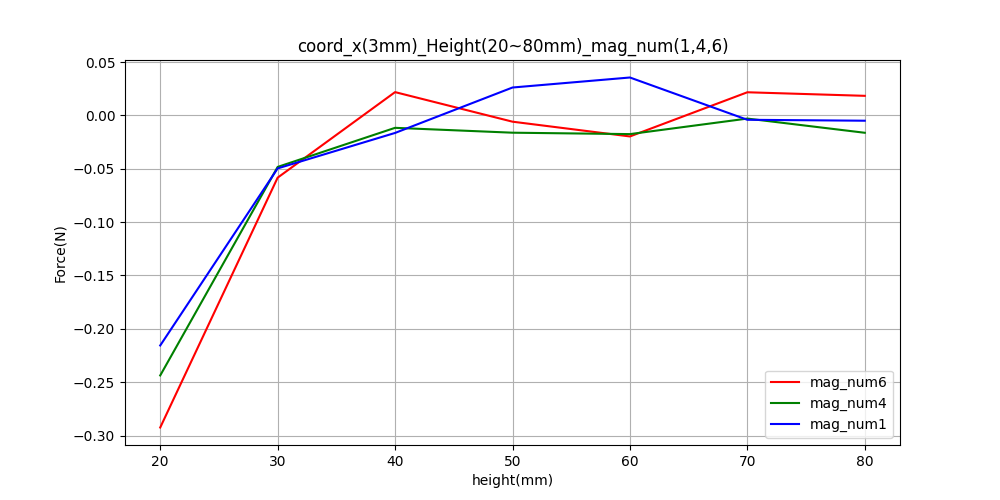 coord_x(3mm)_Height(20~80mm)_mag_num(1,4,6)
0.05
0.00
−0.05
−0.10
−0.15
−0.20
−0.25
−0.30
Force(N)
20 30 40 50 60 70 80
height(mm)
mag_num6
mag_num4
mag_num1